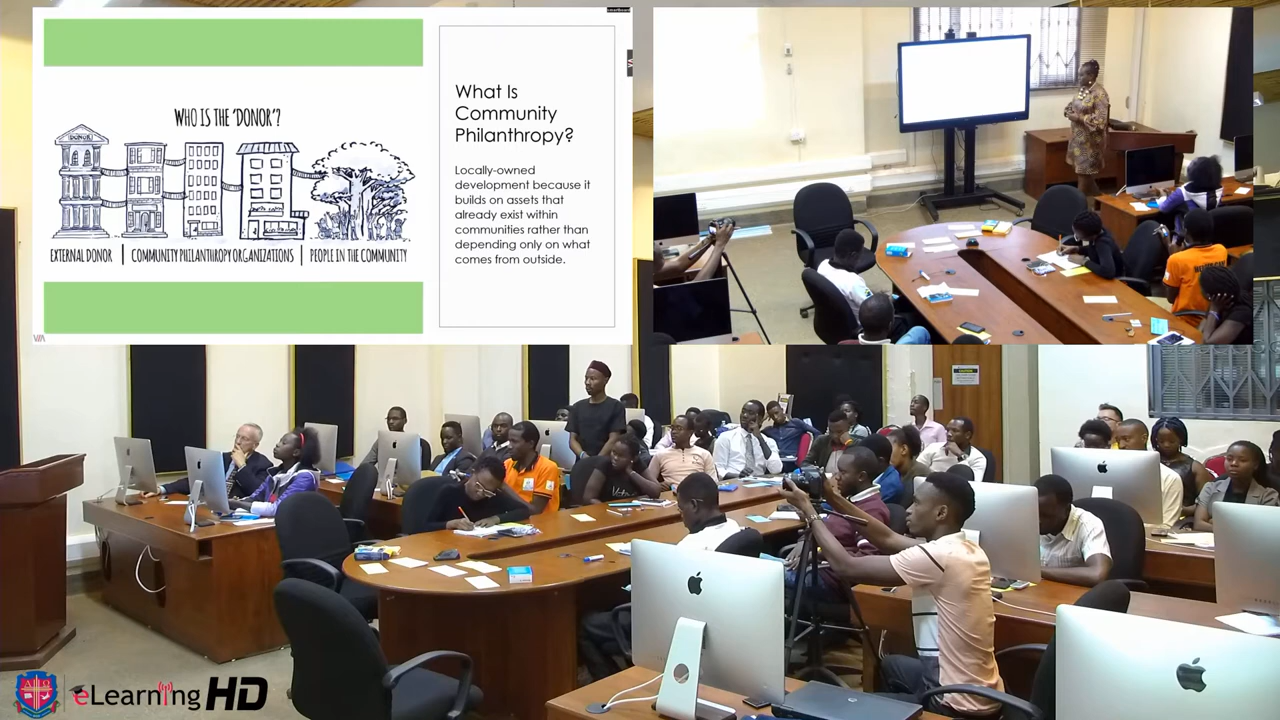 WHO IS THE 'DONOR'?
DONOR
EXTERNAL DONOR | COMMUNITY PHILANTHROPY ORGANIZATIONS | PEOPLE IN THE COMMUNITY
What Is
Community
Philanthropy?
Locally-owned
development because it
builds on assets that
already exist within
communities rather than
depending only on what
comes from outside.
CAUTION
eLearning HD